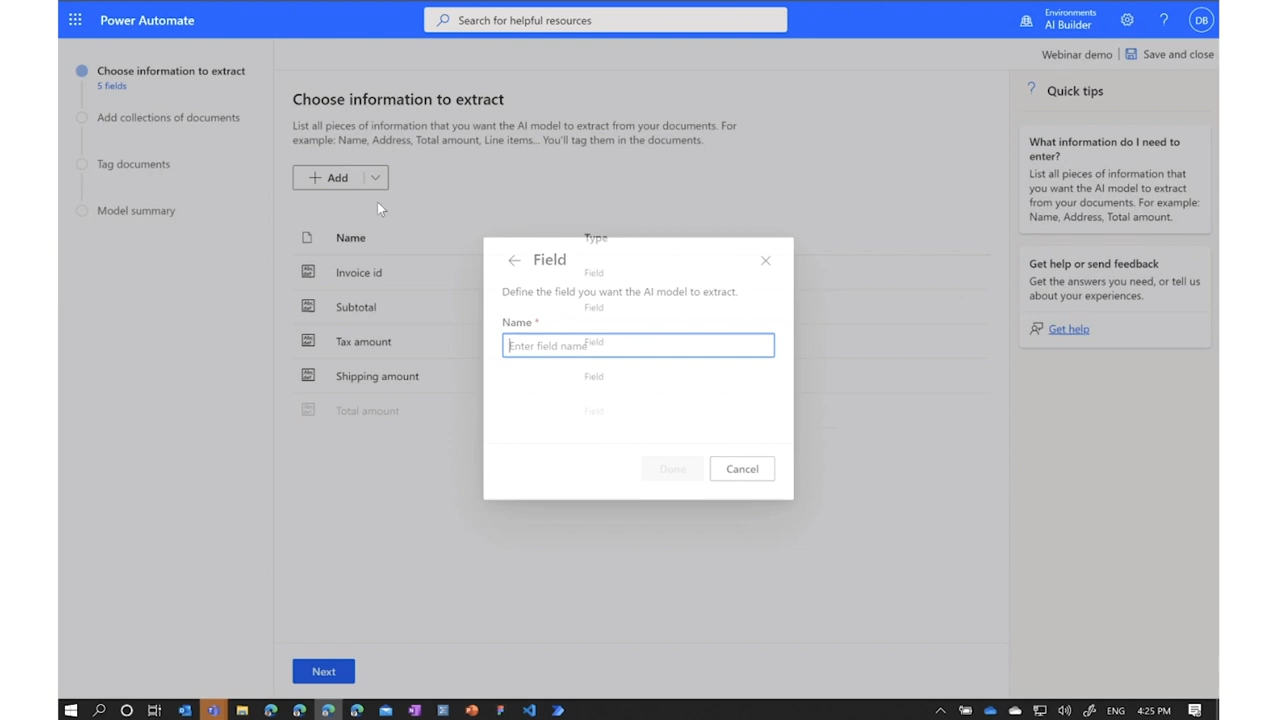 Power Automate
Search for helpful resources
Environments
AI Builder
?
DB
Choose information to extract
5 fields
Add collections of documents
Tag documents
Model summary
Webinar demo
Save and close
Choose information to extract
List all pieces of information that you want the AI model to extract from your documents. For
example: Name, Address, Total amount, Line items... You'll tag them in the documents.
+ Add
Name
Type
Invoice id
Field
Subtotal
Field
Tax amount
Field
Shipping amount
Field
Total amount
Field
Field
Define the field you want the AI model to extract.
Name *
Enter field name
Done
Cancel
Next
? Quick tips
What information do I need to
enter?
List all pieces of information that
you want the AI model to extract
from your documents. For example:
Name, Address, Total amount.
Get help or send feedback
Get the answers you need, or tell us
about your experiences.
Get help
ENG
4:25 PM